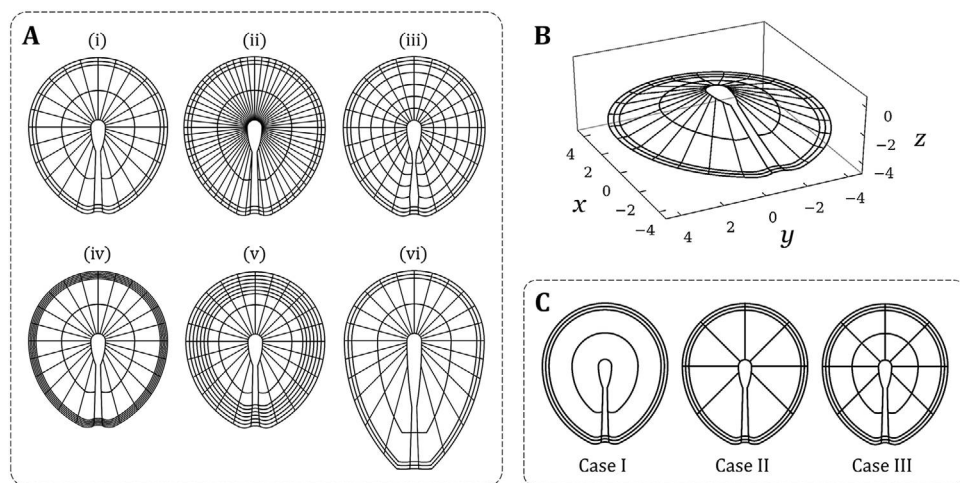 A
(i) (ii) (iii)
(iv) (v) (vi)
B
0
−2
−4
z
4
2
0
−2
−4
x
4
2
0
−2
−4
y
C
Case I Case II Case III